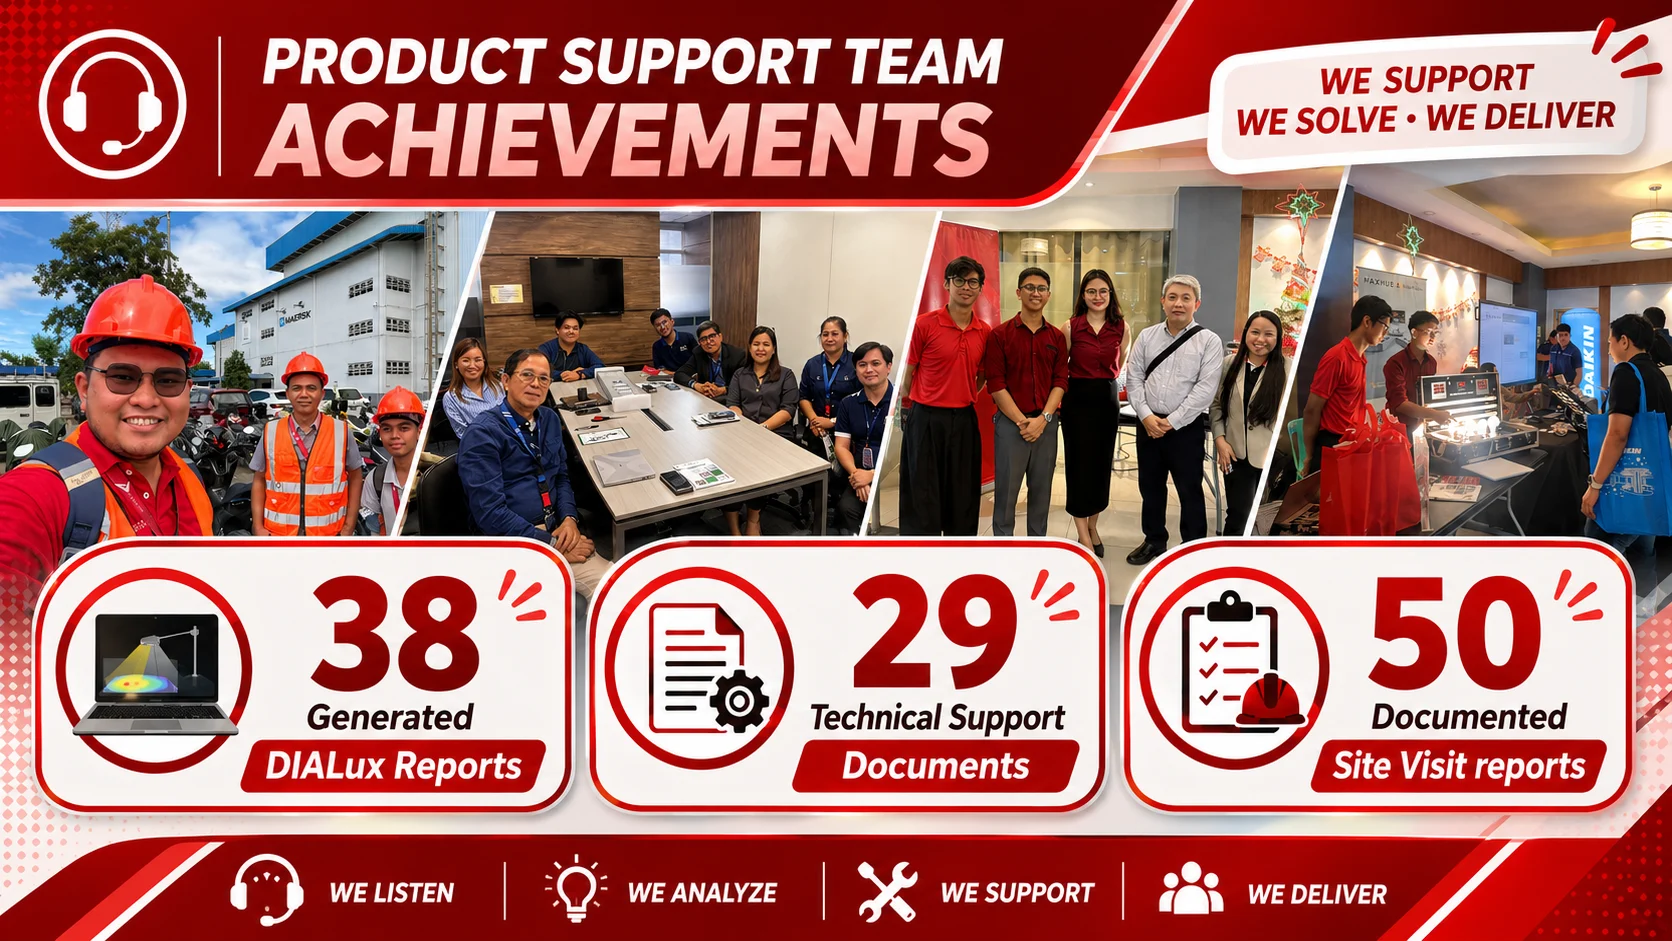 PRODUCT SUPPORT TEAM
ACHIEVEMENTS
WE SUPPORT
WE SOLVE • WE DELIVER
MAERSK
MAXHUB
DAIKIN
38
Generated
DIALux Reports
29
Technical Support
Documents
50
Documented
Site Visit reports
WE LISTEN
WE ANALYZE
WE SUPPORT
WE DELIVER